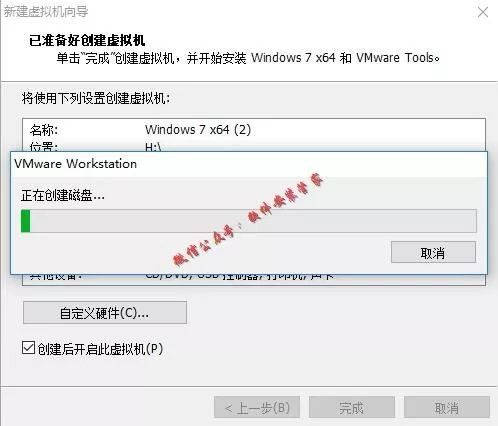 新建虚拟机向导
已准备好创建虚拟机
单击“完成”创建虚拟机，并开始安装 Windows 7 x64 和 VMware Tools。
将使用下列设置创建虚拟机:
名称: Windows 7 x64 (2)
位置: H:\
VMware Workstation
正在创建磁盘...
微信公众号：软件安装管家
取消
其他设备: CD/DVD, USB 控制器, 打印机, 声卡
自定义硬件(C)...
创建后开启此虚拟机(P)
< 上一步(B) 完成 取消